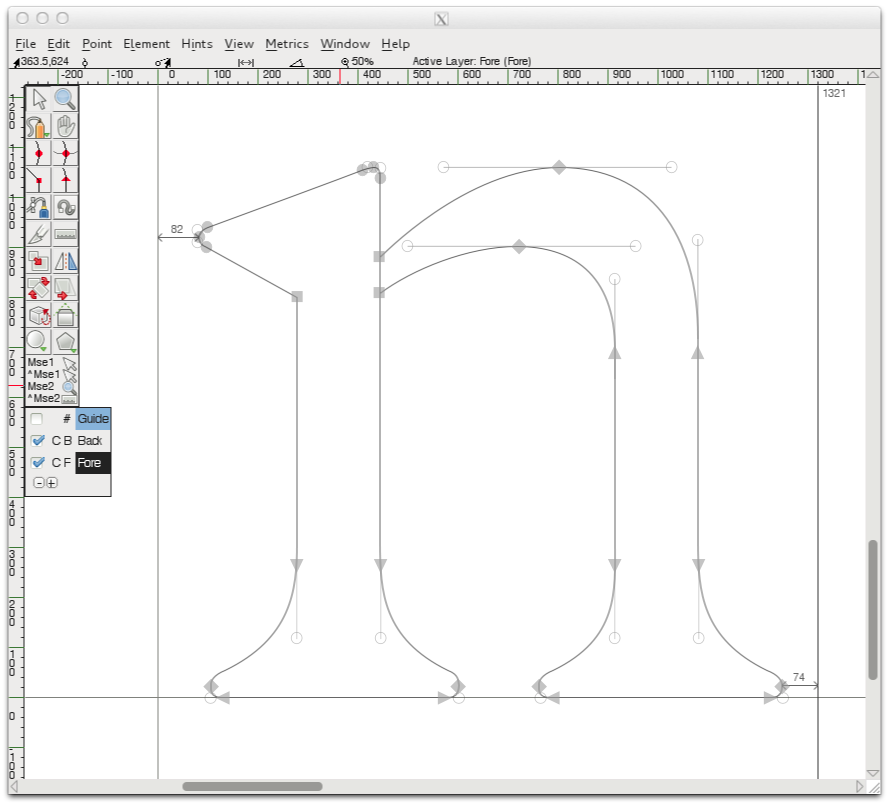 X
File Edit Point Element Hints View Metrics Window Help
363.5,624 50% Active Layer: Fore (Fore)
-200 -100 0 100 200 300 400 500 600 700 800 900 1000 1100 1200 1300 1
1321
1200
1100
1000
82
900
800
700
Mse1
^Mse1
Mse2
^Mse2
600
# Guide
C B Back
500
C F Fore
400
300
200
100
74
0
-100